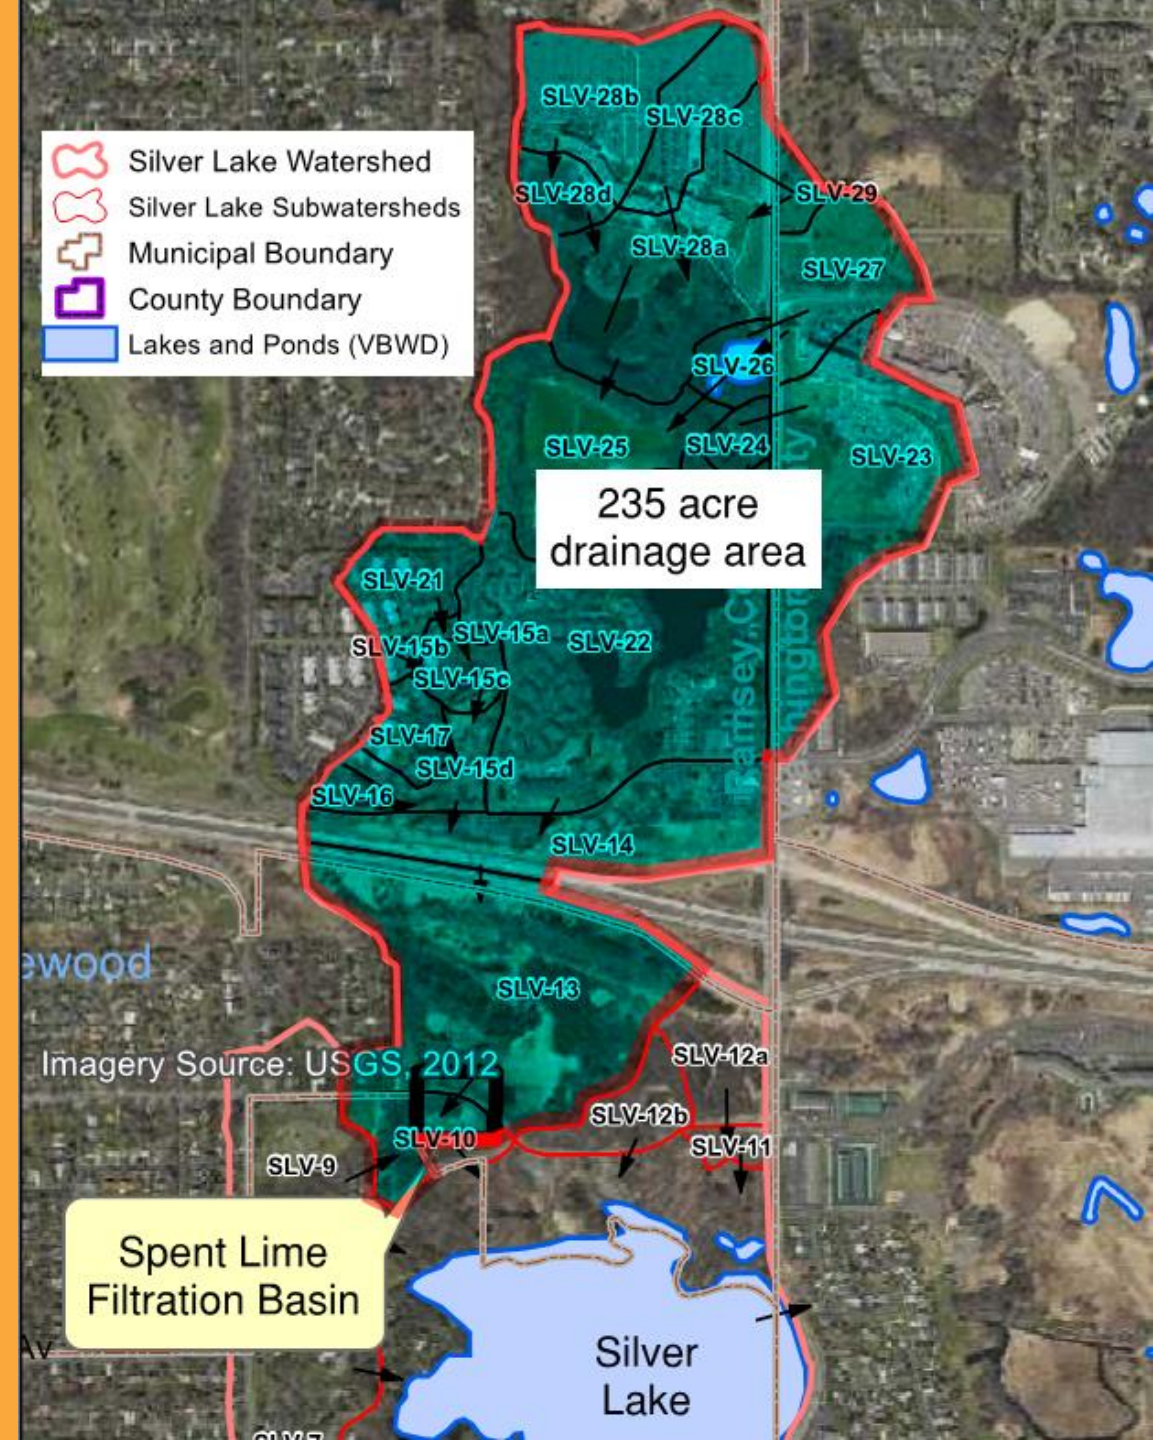 SLV-28b
SLV-28c
Silver Lake Watershed
Silver Lake Subwatersheds
Municipal Boundary
County Boundary
Lakes and Ponds (VBWD)
SLV-28d
SLV-29
SLV-28a
SLV-27
SLV-26
SLV-25
SLV-24
SLV-23
235 acre
drainage area
SLV-21
SLV-15a
SLV-15b
SLV-22
SLV-15c
SLV-17
SLV-15d
SLV-16
SLV-14
ewood
SLV-13
Imagery Source: USGS, 2012
SLV-12a
SLV-12b
SLV-10
SLV-11
SLV-9
Spent Lime
Filtration Basin
Av
Silver
Lake